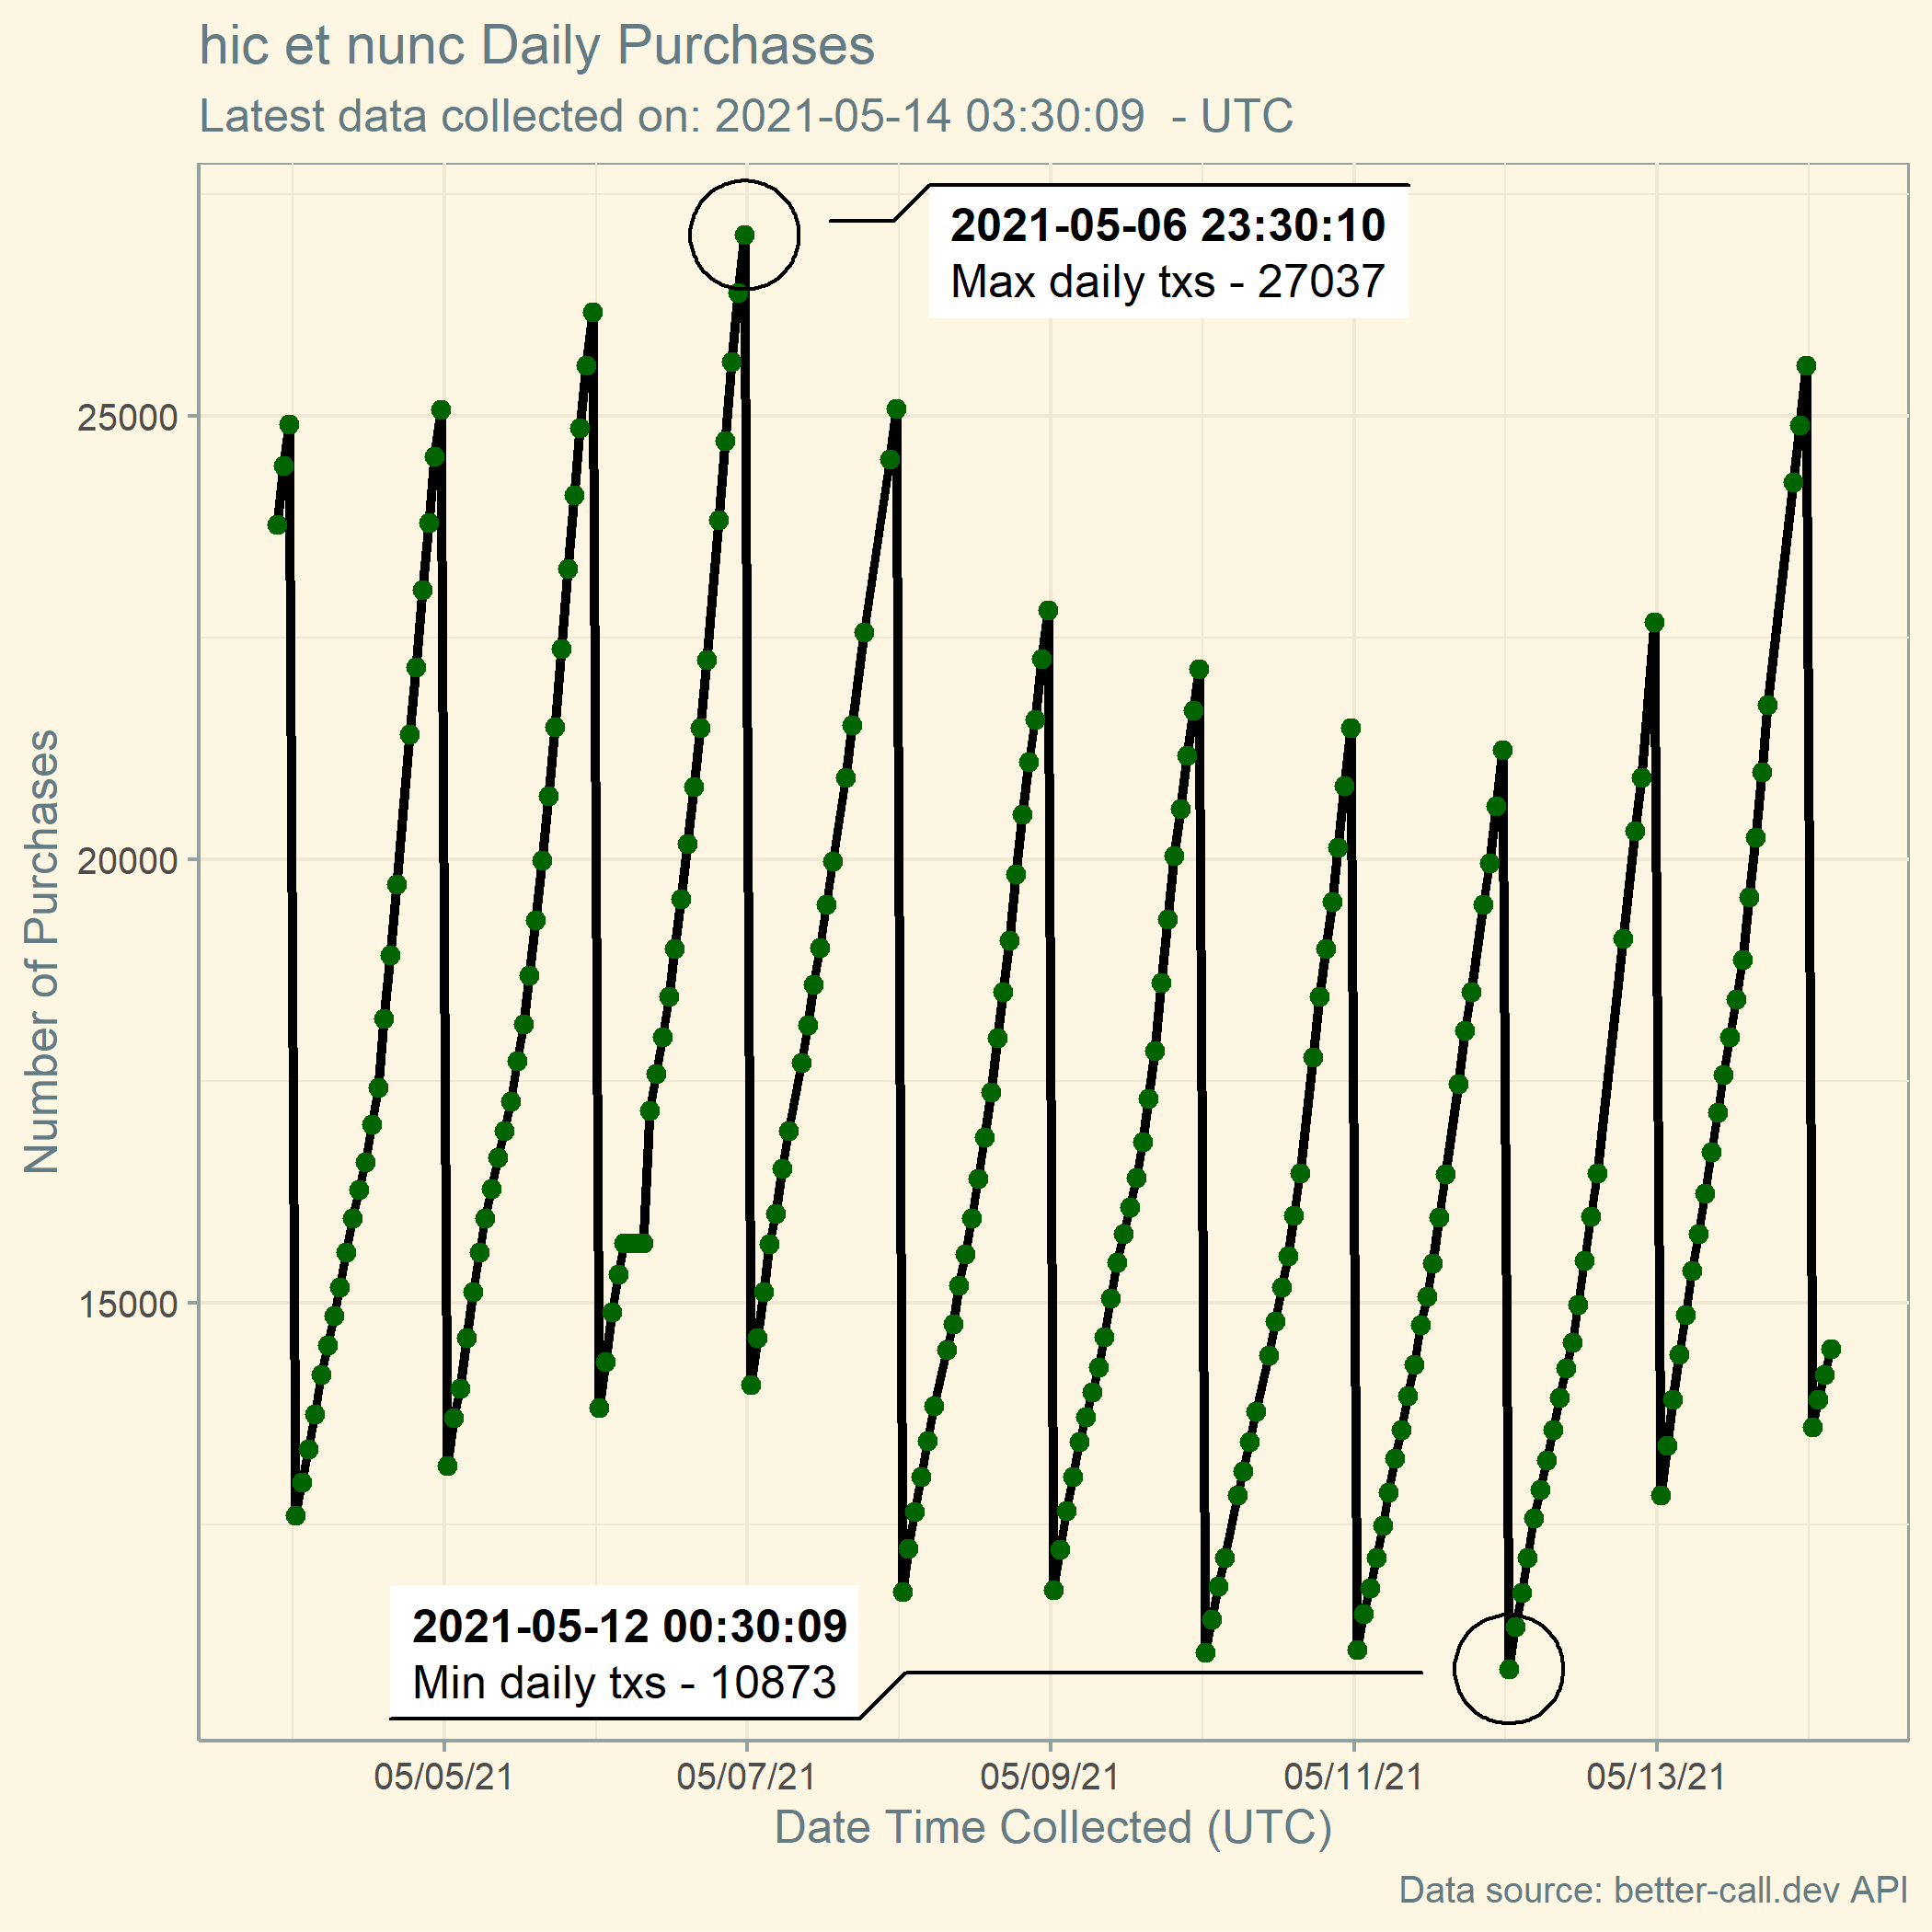 hic et nunc Daily Purchases
Latest data collected on: 2021-05-14 03:30:09  - UTC
2021-05-06 23:30:10
Max daily txs - 27037
25000
20000
15000
Number of Purchases
2021-05-12 00:30:09
Min daily txs - 10873
05/05/21
05/07/21
05/09/21
05/11/21
05/13/21
Date Time Collected (UTC)
Data source: better-call.dev API